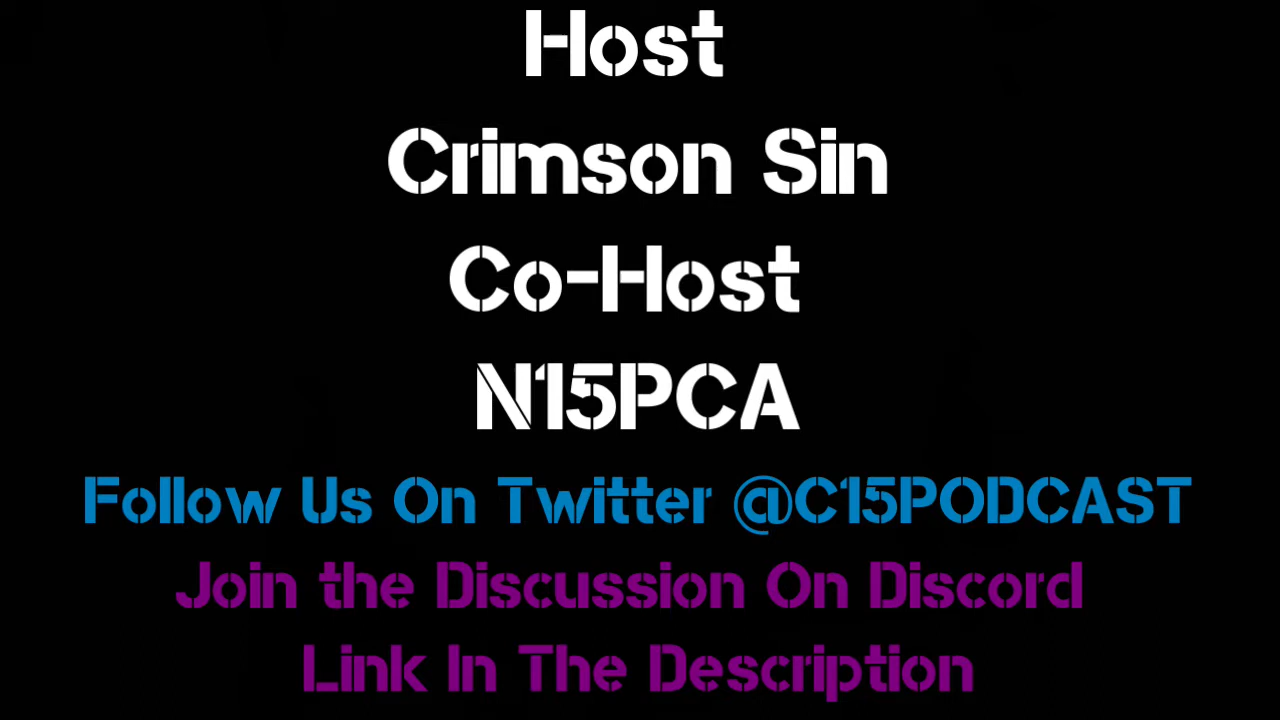 Host
Crimson Sin
Co-Host
N15PCA
Follow Us On Twitter @C15PODCAST
Join the Discussion On Discord
Link In The Description